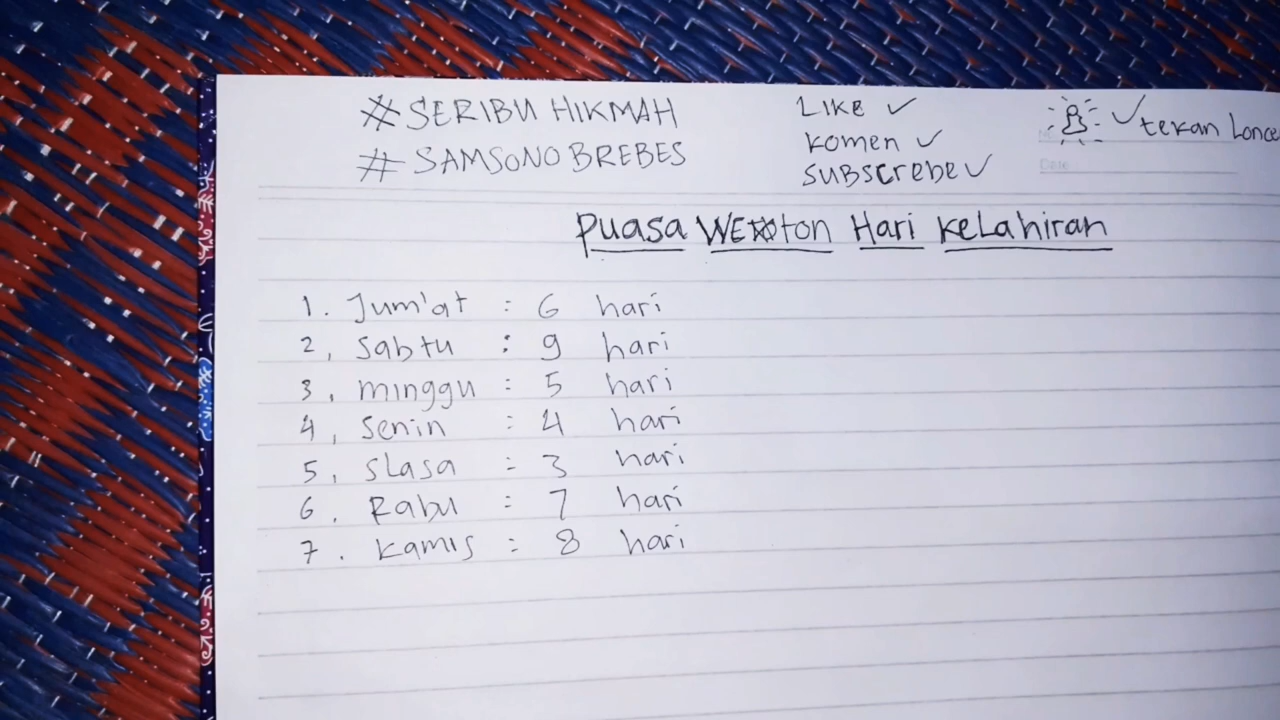 #SERIBU HIKMAH
# SAMSONO BREBES
LIKE ✓
komen ✓
SUBSCREBE ✓
✓ tekan Lonce
Date
Puasa WEton Hari KeLahiran
1. Jum'at : 6 hari
2, Sabtu : 9 hari
3, minggu : 5 hari
4, Senin : 4 hari
5, SLasa : 3 hari
6. Rabu : 7 hari
7. Kamis : 8 hari